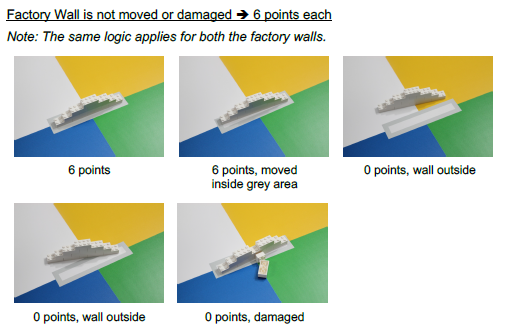 Factory Wall is not moved or damaged ➔ 6 points each
Note: The same logic applies for both the factory walls.
6 points
6 points, moved
inside grey area
0 points, wall outside
0 points, wall outside
0 points, damaged